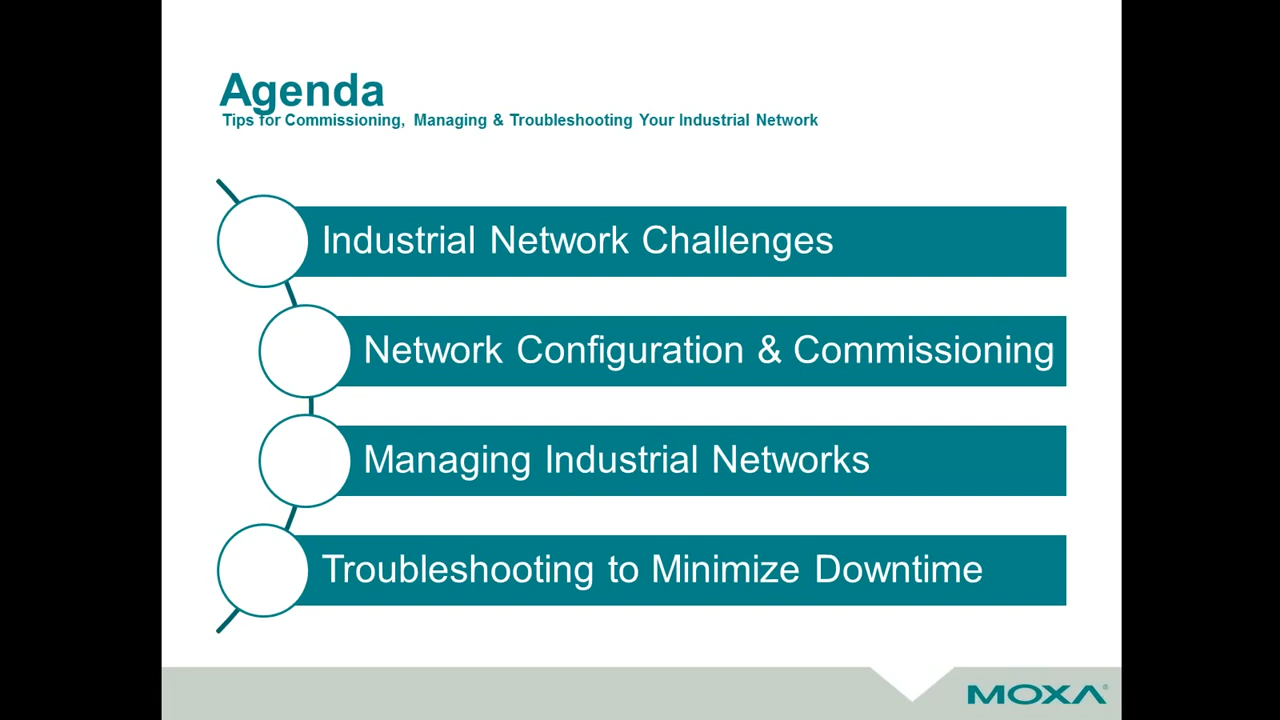 Agenda
Tips for Commissioning, Managing & Troubleshooting Your Industrial Network
Industrial Network Challenges
Network Configuration & Commissioning
Managing Industrial Networks
Troubleshooting to Minimize Downtime
MOXA®